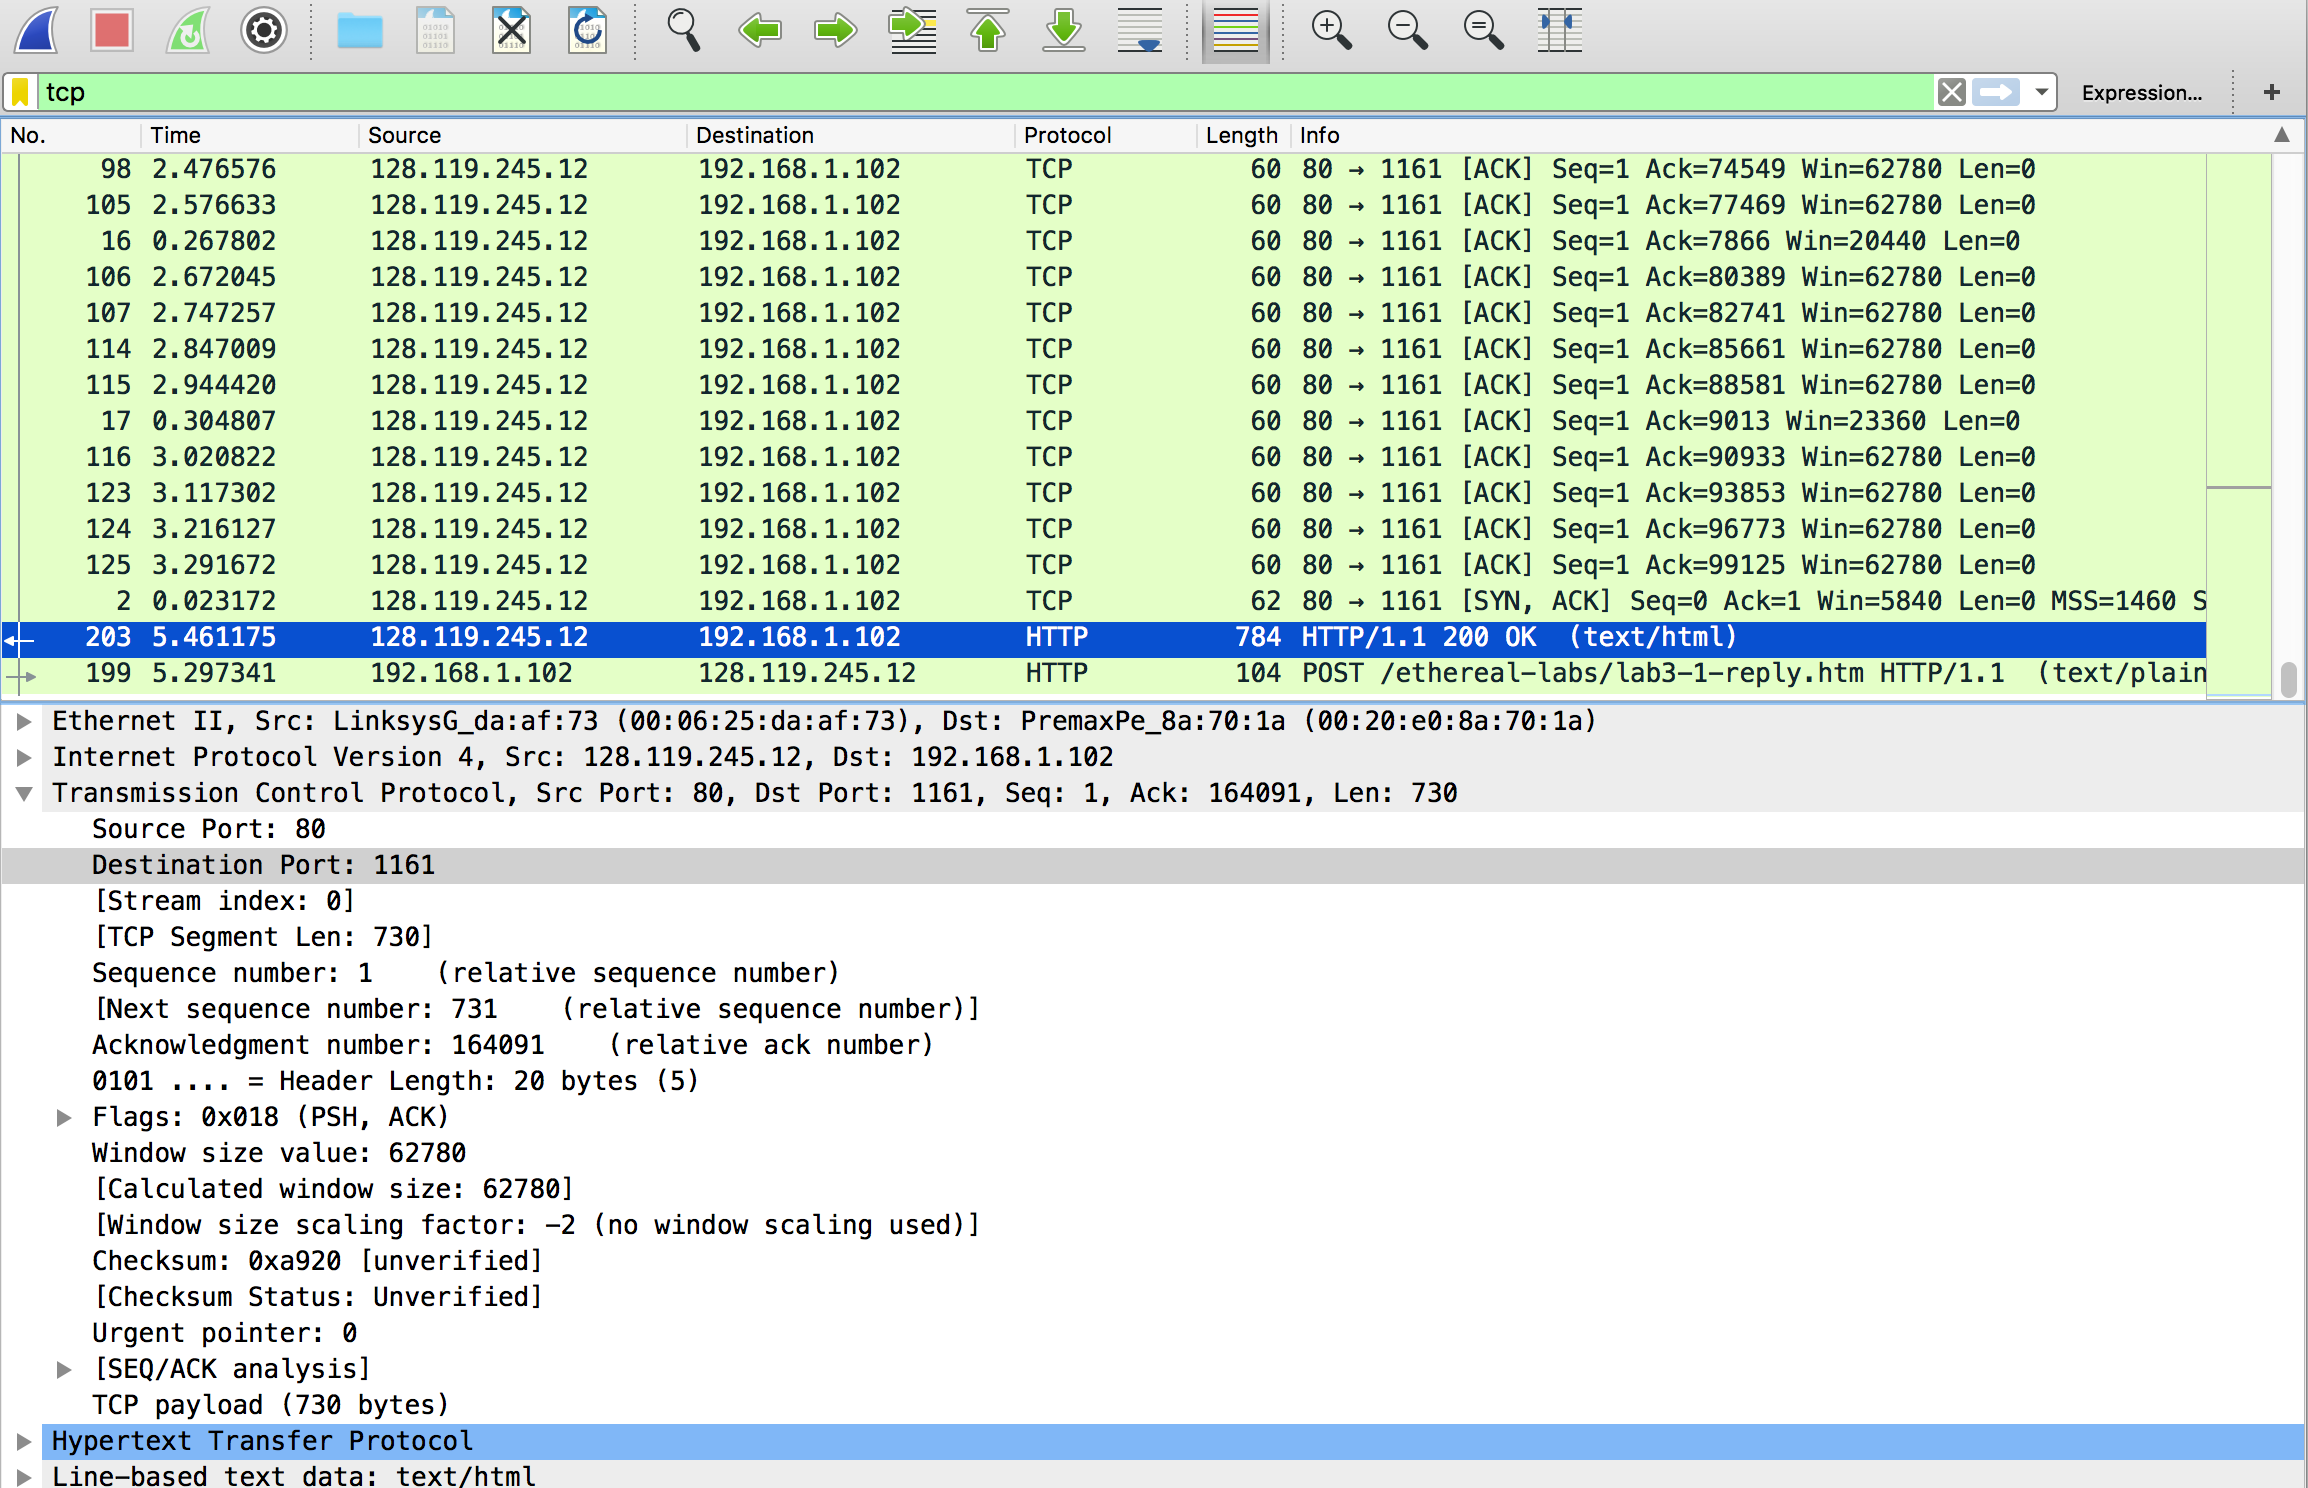 tcp Expression... +
No. Time Source Destination Protocol Length Info
98 2.476576 128.119.245.12 192.168.1.102 TCP 60 80 → 1161 [ACK] Seq=1 Ack=74549 Win=62780 Len=0
105 2.576633 128.119.245.12 192.168.1.102 TCP 60 80 → 1161 [ACK] Seq=1 Ack=77469 Win=62780 Len=0
16 0.267802 128.119.245.12 192.168.1.102 TCP 60 80 → 1161 [ACK] Seq=1 Ack=7866 Win=20440 Len=0
106 2.672045 128.119.245.12 192.168.1.102 TCP 60 80 → 1161 [ACK] Seq=1 Ack=80389 Win=62780 Len=0
107 2.747257 128.119.245.12 192.168.1.102 TCP 60 80 → 1161 [ACK] Seq=1 Ack=82741 Win=62780 Len=0
114 2.847009 128.119.245.12 192.168.1.102 TCP 60 80 → 1161 [ACK] Seq=1 Ack=85661 Win=62780 Len=0
115 2.944420 128.119.245.12 192.168.1.102 TCP 60 80 → 1161 [ACK] Seq=1 Ack=88581 Win=62780 Len=0
17 0.304807 128.119.245.12 192.168.1.102 TCP 60 80 → 1161 [ACK] Seq=1 Ack=9013 Win=23360 Len=0
116 3.020822 128.119.245.12 192.168.1.102 TCP 60 80 → 1161 [ACK] Seq=1 Ack=90933 Win=62780 Len=0
123 3.117302 128.119.245.12 192.168.1.102 TCP 60 80 → 1161 [ACK] Seq=1 Ack=93853 Win=62780 Len=0
124 3.216127 128.119.245.12 192.168.1.102 TCP 60 80 → 1161 [ACK] Seq=1 Ack=96773 Win=62780 Len=0
125 3.291672 128.119.245.12 192.168.1.102 TCP 60 80 → 1161 [ACK] Seq=1 Ack=99125 Win=62780 Len=0
2 0.023172 128.119.245.12 192.168.1.102 TCP 62 80 → 1161 [SYN, ACK] Seq=0 Ack=1 Win=5840 Len=0 MSS=1460 S
203 5.461175 128.119.245.12 192.168.1.102 HTTP 784 HTTP/1.1 200 OK (text/html)
199 5.297341 192.168.1.102 128.119.245.12 HTTP 104 POST /ethereal-labs/lab3-1-reply.htm HTTP/1.1 (text/plain
Ethernet II, Src: LinksysG_da:af:73 (00:06:25:da:af:73), Dst: PremaxPe_8a:70:1a (00:20:e0:8a:70:1a)
Internet Protocol Version 4, Src: 128.119.245.12, Dst: 192.168.1.102
Transmission Control Protocol, Src Port: 80, Dst Port: 1161, Seq: 1, Ack: 164091, Len: 730
Source Port: 80
Destination Port: 1161
[Stream index: 0]
[TCP Segment Len: 730]
Sequence number: 1 (relative sequence number)
[Next sequence number: 731 (relative sequence number)]
Acknowledgment number: 164091 (relative ack number)
0101 .... = Header Length: 20 bytes (5)
Flags: 0x018 (PSH, ACK)
Window size value: 62780
[Calculated window size: 62780]
[Window size scaling factor: -2 (no window scaling used)]
Checksum: 0xa920 [unverified]
[Checksum Status: Unverified]
Urgent pointer: 0
[SEQ/ACK analysis]
TCP payload (730 bytes)
Hypertext Transfer Protocol
Line-based text data: text/html